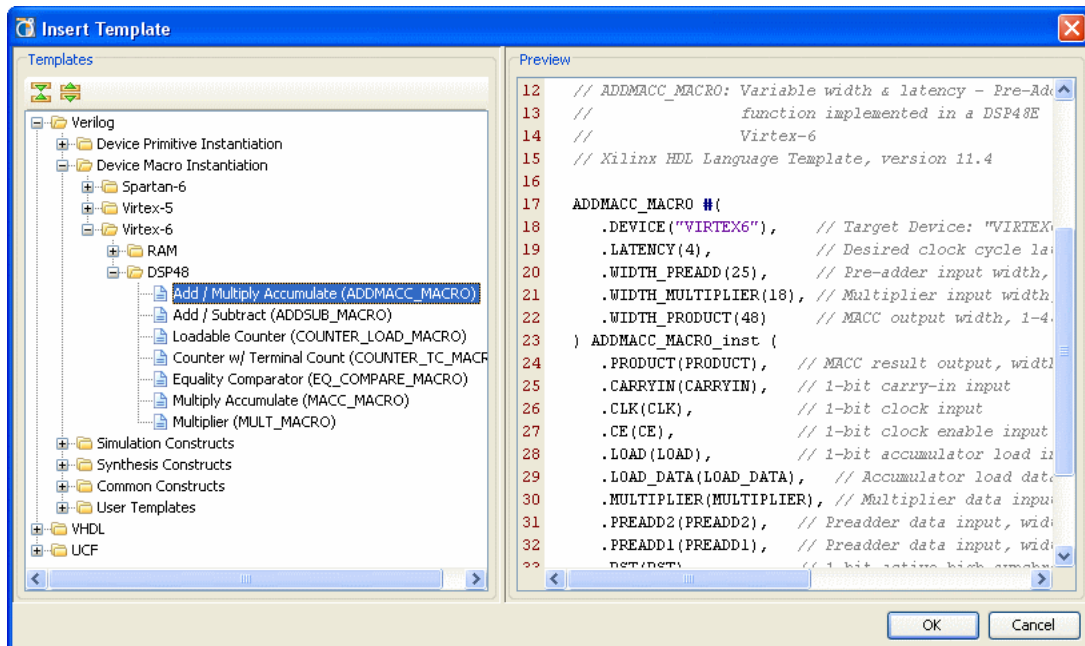 Insert Template
Templates
Verilog
Device Primitive Instantiation
Device Macro Instantiation
Spartan-6
Virtex-5
Virtex-6
RAM
DSP48
Add / Multiply Accumulate (ADDMACC_MACRO)
Add / Subtract (ADDSUB_MACRO)
Loadable Counter (COUNTER_LOAD_MACRO)
Counter w/ Terminal Count (COUNTER_TC_MACR
Equality Comparator (EQ_COMPARE_MACRO)
Multiply Accumulate (MACC_MACRO)
Multiplier (MULT_MACRO)
Simulation Constructs
Synthesis Constructs
Common Constructs
User Templates
VHDL
UCF
Preview
12 // ADDMACC_MACRO: Variable width & latency - Pre-Add
13 // function implemented in a DSP48E
14 // Virtex-6
15 // Xilinx HDL Language Template, version 11.4
16
17 ADDMACC_MACRO #(
18 .DEVICE("VIRTEX6"), // Target Device: "VIRTEX
19 .LATENCY(4), // Desired clock cycle la
20 .WIDTH_PREADD(25), // Pre-adder input width,
21 .WIDTH_MULTIPLIER(18), // Multiplier input width,
22 .WIDTH_PRODUCT(48) // MACC output width, 1-4
23 ) ADDMACC_MACRO_inst (
24 .PRODUCT(PRODUCT), // MACC result output, widt
25 .CARRYIN(CARRYIN), // 1-bit carry-in input
26 .CLK(CLK), // 1-bit clock input
27 .CE(CE), // 1-bit clock enable input
28 .LOAD(LOAD), // 1-bit accumulator load i
29 .LOAD_DATA(LOAD_DATA), // Accumulator load dat
30 .MULTIPLIER(MULTIPLIER), // Multiplier data inpu
31 .PREADD2(PREADD2), // Preadder data input, wid
32 .PREADD1(PREADD1), // Preadder data input, wid
33 .RST(RST) // 1-bit active high synchr
OK
Cancel